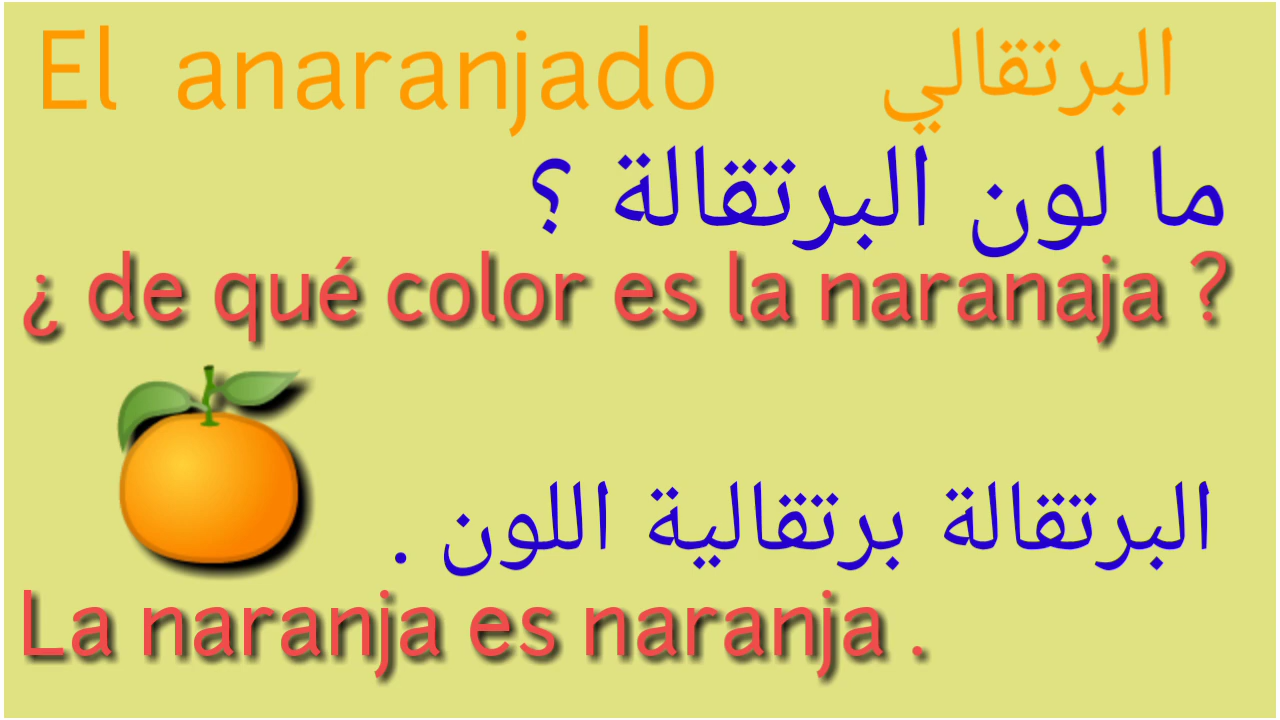 El anaranjado البرتقالي
ما لون البرتقالة ؟
¿ de qué color es la naranaja ?
البرتقالة برتقالية اللون .
La naranja es naranja .